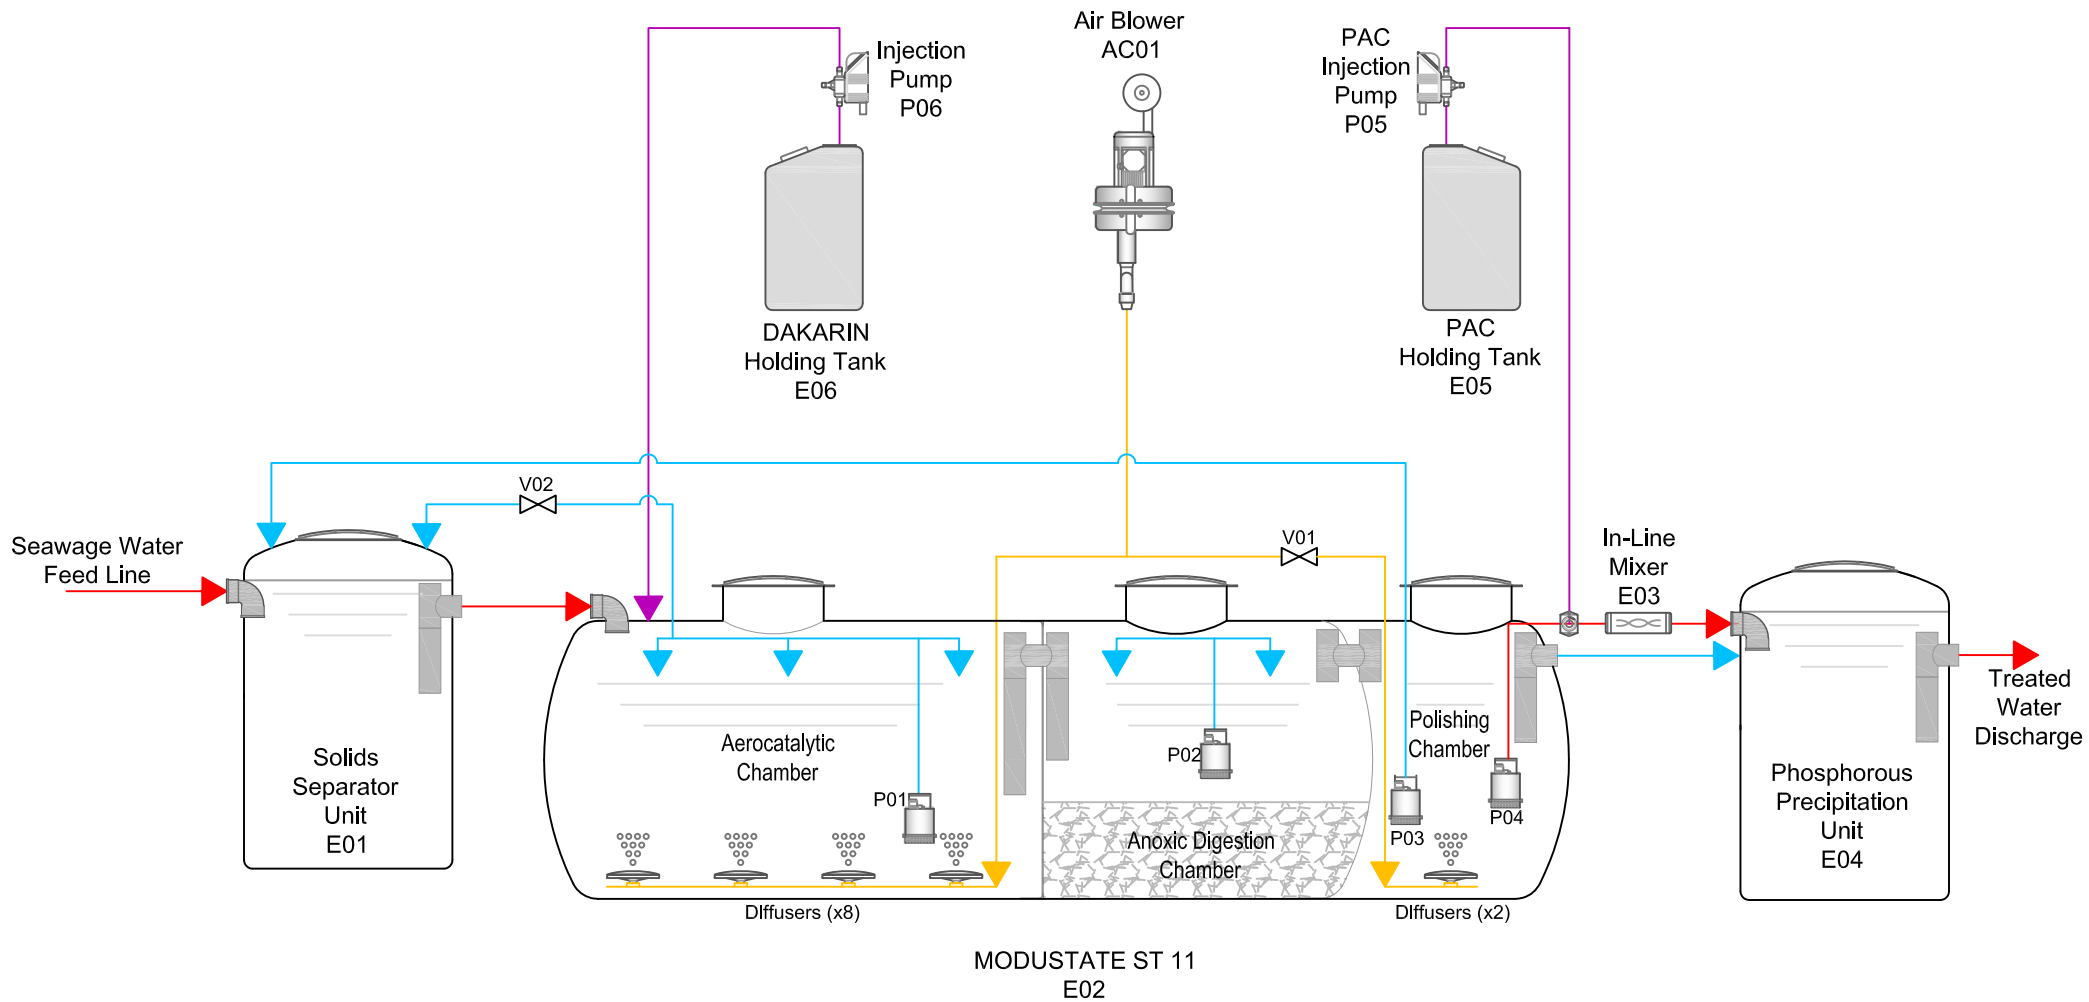 Air Blower
AC01
Injection
Pump
P06
PAC
Injection
Pump
P05
DAKARIN
Holding Tank
E06
PAC
Holding Tank
E05
V02
V01
Seawage Water
Feed Line
In-Line
Mixer
E03
Treated
Water
Discharge
Solids
Separator
Unit
E01
Aerocatalytic
Chamber
P01
P02
Anoxic Digestion
Chamber
Polishing
Chamber
P03
P04
Phosphorous
Precipitation
Unit
E04
DIffusers (x8)
DIffusers (x2)
MODUSTATE ST 11
E02